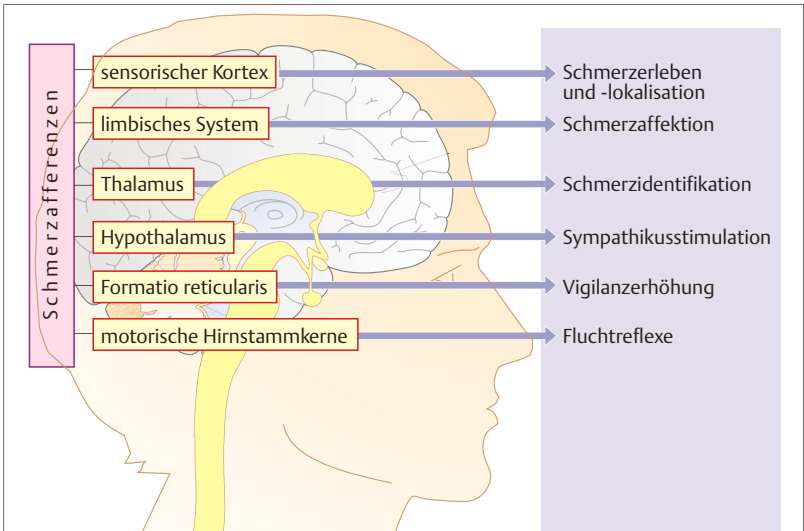 Schmerzafferenzen
sensorischer Kortex
Schmerzerleben
und -lokalisation
limbisches System
Schmerzaffektion
Thalamus
Schmerzidentifikation
Hypothalamus
Sympathikusstimulation
Formatio reticularis
Vigilanzerhöhung
motorische Hirnstammkerne
Fluchtreflexe